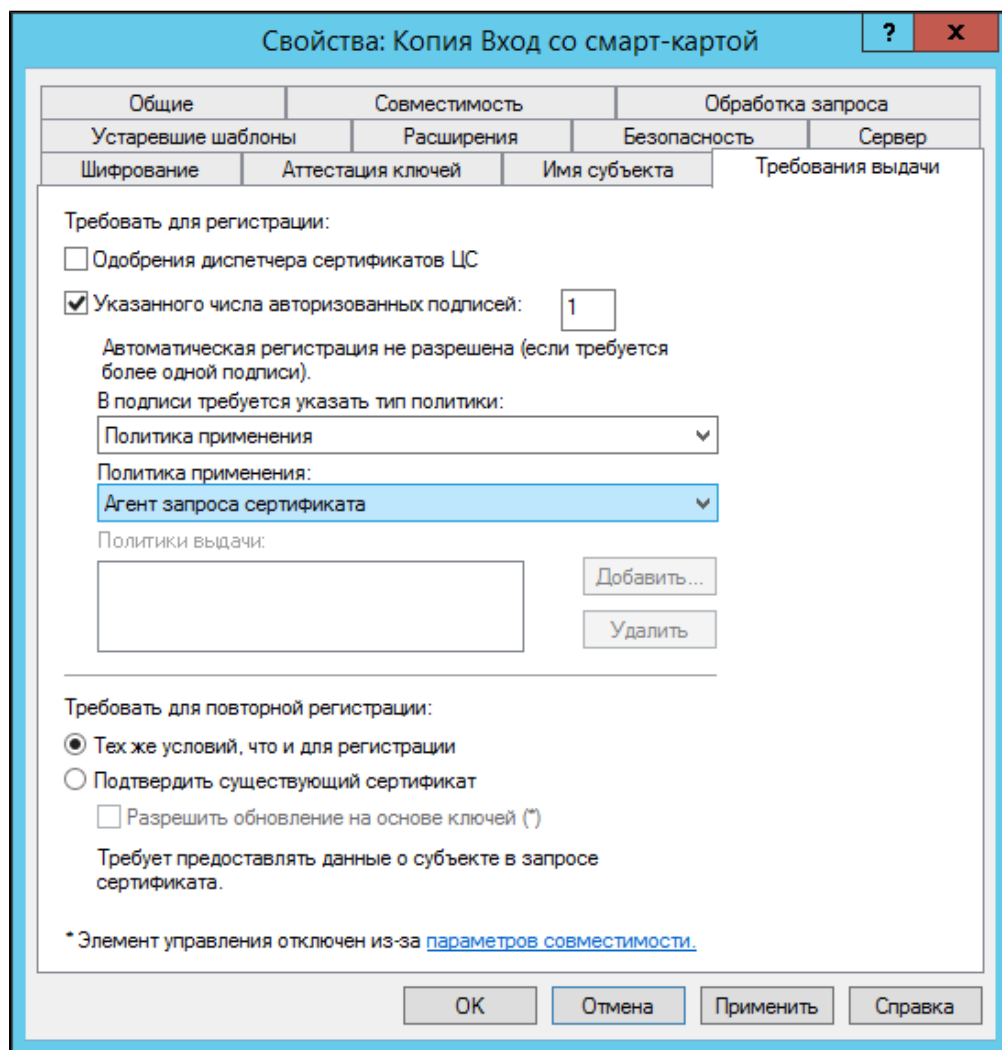 Свойства: Копия Вход со смарт-картой
?
x
Общие
Совместимость
Обработка запроса
Устаревшие шаблоны
Расширения
Безопасность
Сервер
Шифрование
Аттестация ключей
Имя субъекта
Требования выдачи
Требовать для регистрации:
Одобрения диспетчера сертификатов ЦС
Указанного числа авторизованных подписей:
1
Автоматическая регистрация не разрешена (если требуется
более одной подписи).
В подписи требуется указать тип политики:
Политика применения
Политика применения:
Агент запроса сертификата
Политики выдачи:
Добавить...
Удалить
Требовать для повторной регистрации:
Тех же условий, что и для регистрации
Подтвердить существующий сертификат
Разрешить обновление на основе ключей (*)
Требует предоставлять данные о субъекте в запросе
сертификата.
* Элемент управления отключен из-за параметров совместимости.
OK
Отмена
Применить
Справка